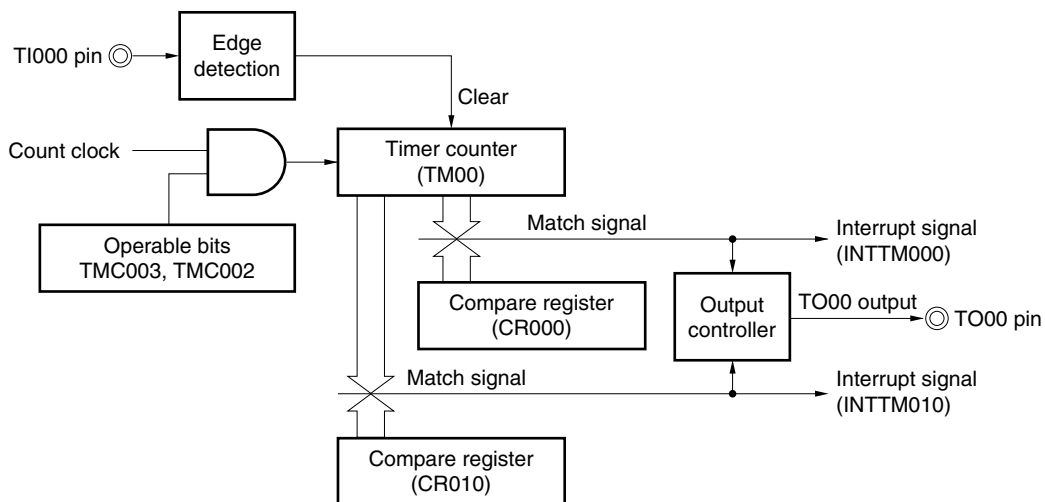 TI000 pin
Edge
detection
Clear
Count clock
Timer counter
(TM00)
Operable bits
TMC003, TMC002
Match signal
Interrupt signal
(INTTM000)
Compare register
(CR000)
Output
controller
TO00 output
TO00 pin
Match signal
Interrupt signal
(INTTM010)
Compare register
(CR010)